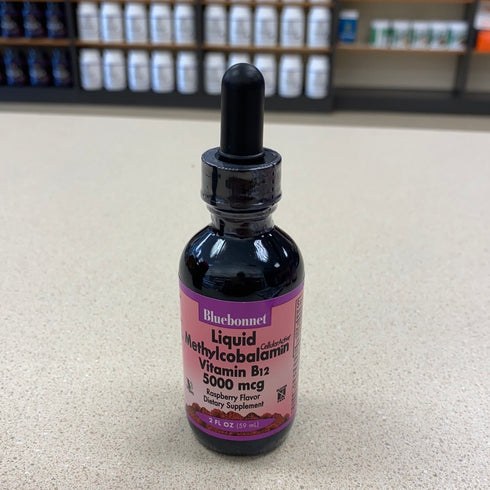 Bluebonnet
Liquid
CellularActive®
Methylcobalamin
Vitamin B12
5000 mcg
Raspberry Flavor
Dietary Supplement
2 FL OZ (59 mL)